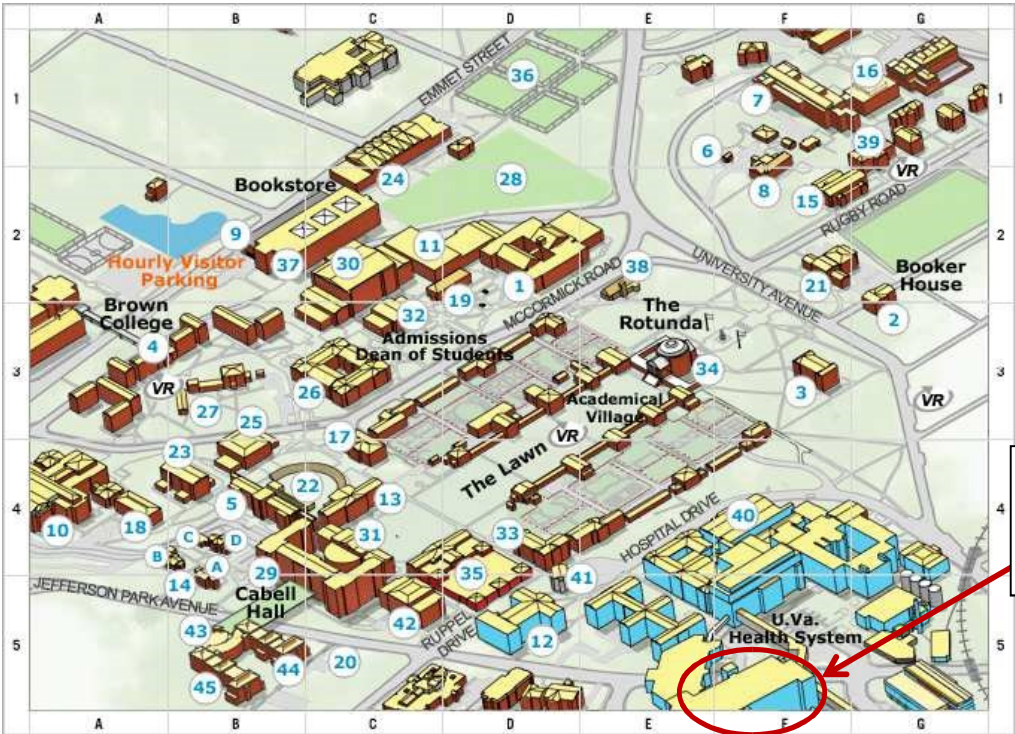 A B C D E F G
EMMET STREET
36
16
1
7
1
6
39
VR
8
24
28
Bookstore
15
RUGBY ROAD
9
2
Hourly Visitor
Parking
37
30
11
19
1
MCCORMICK ROAD
38
UNIVERSITY AVENUE
21
Booker
House
2
2
Brown
College
4
32
Admissions
Dean of Students
The
Rotunda
34
3
VR
27
26
Academical
Village
3
VR
3
25
17
VR
The Lawn
23
22
13
4
10
18
5
31
33
HOSPITAL DRIVE
40
4
C
D
B
A
14
29
35
41
JEFFERSON PARK AVENUE
Cabell
Hall
42
RUPPEL
DRIVE
12
U.Va.
Health System
5
43
44
20
45
5
A B C D E F G